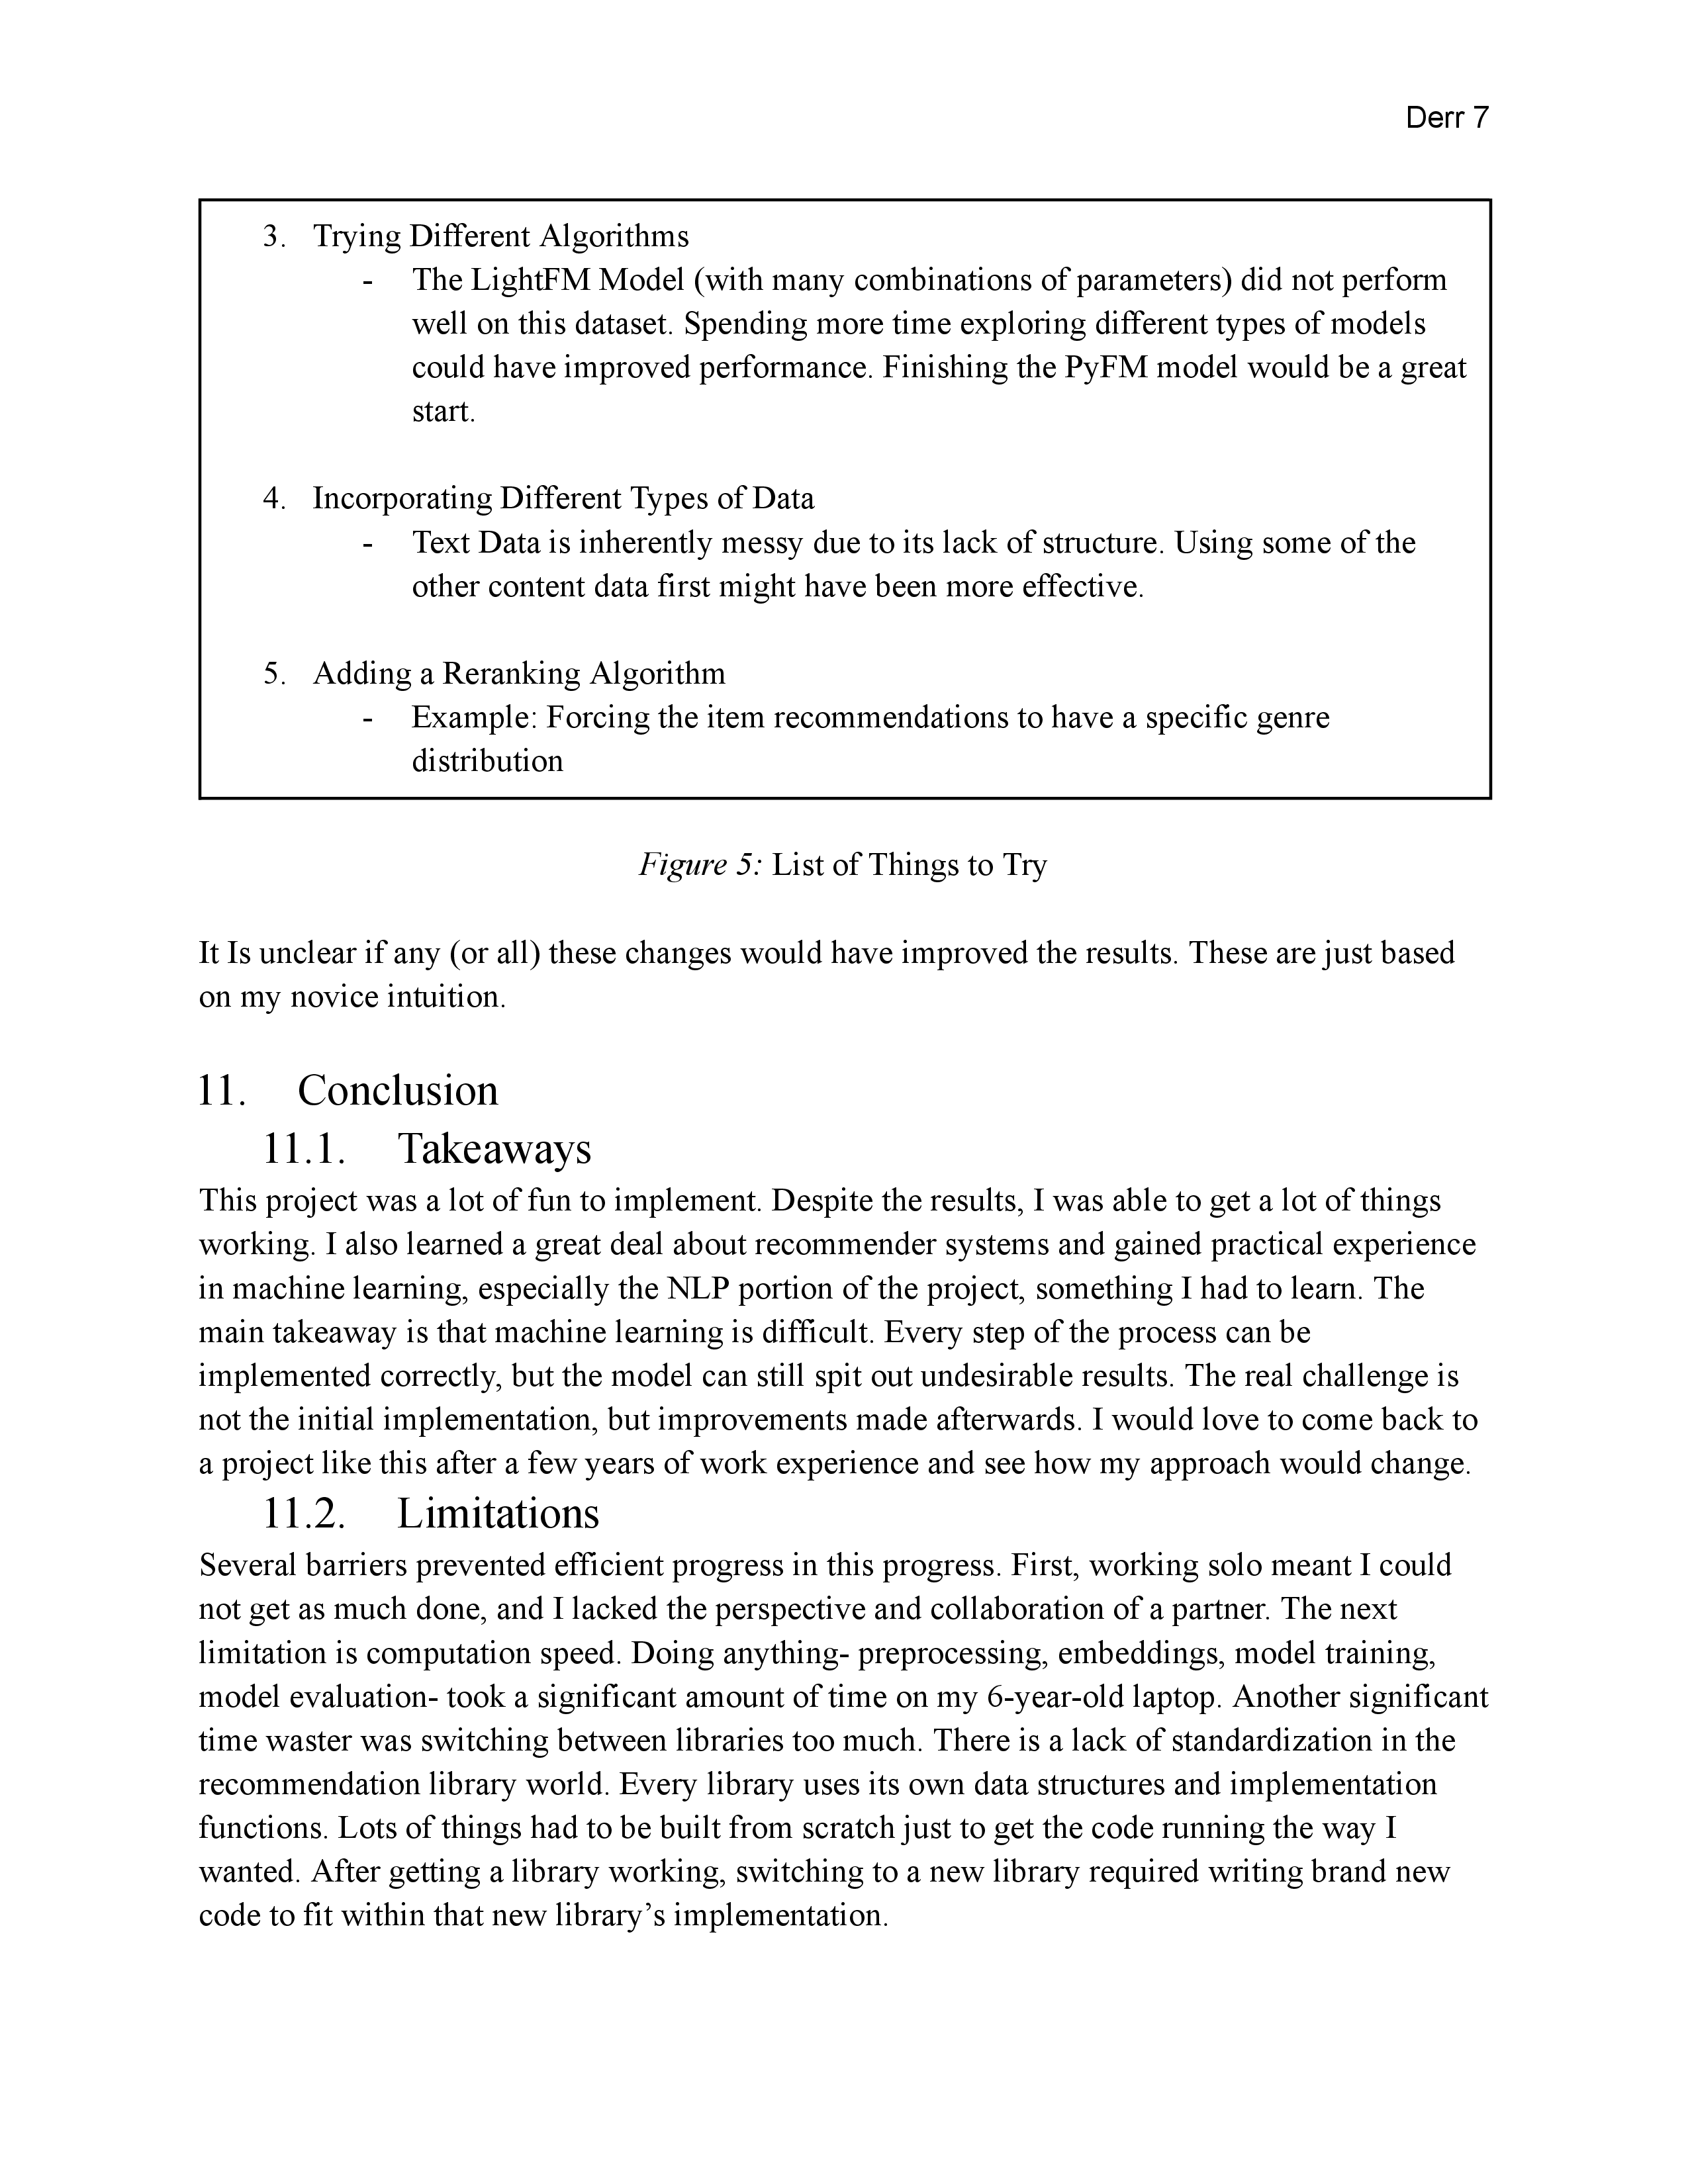 Derr 7
3. Trying Different Algorithms
- The LightFM Model (with many combinations of parameters) did not perform
well on this dataset. Spending more time exploring different types of models
could have improved performance. Finishing the PyFM model would be a great
start.
4. Incorporating Different Types of Data
- Text Data is inherently messy due to its lack of structure. Using some of the
other content data first might have been more effective.
5. Adding a Reranking Algorithm
- Example: Forcing the item recommendations to have a specific genre
distribution
Figure 5: List of Things to Try
It Is unclear if any (or all) these changes would have improved the results. These are just based
on my novice intuition.
11. Conclusion
11.1. Takeaways
This project was a lot of fun to implement. Despite the results, I was able to get a lot of things
working. I also learned a great deal about recommender systems and gained practical experience
in machine learning, especially the NLP portion of the project, something I had to learn. The
main takeaway is that machine learning is difficult. Every step of the process can be
implemented correctly, but the model can still spit out undesirable results. The real challenge is
not the initial implementation, but improvements made afterwards. I would love to come back to
a project like this after a few years of work experience and see how my approach would change.
11.2. Limitations
Several barriers prevented efficient progress in this progress. First, working solo meant I could
not get as much done, and I lacked the perspective and collaboration of a partner. The next
limitation is computation speed. Doing anything- preprocessing, embeddings, model training,
model evaluation- took a significant amount of time on my 6-year-old laptop. Another significant
time waster was switching between libraries too much. There is a lack of standardization in the
recommendation library world. Every library uses its own data structures and implementation
functions. Lots of things had to be built from scratch just to get the code running the way I
wanted. After getting a library working, switching to a new library required writing brand new
code to fit within that new library’s implementation.